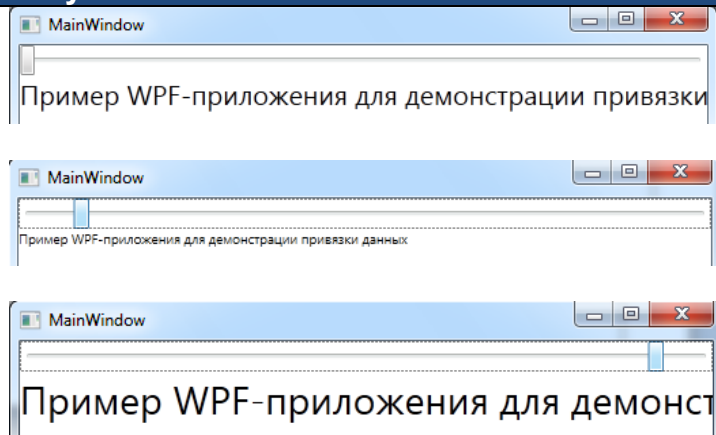 MainWindow
Пример WPF-приложения для демонстрации привязки
MainWindow
Пример WPF-приложения для демонстрации привязки данных
MainWindow
Пример WPF-приложения для демонст